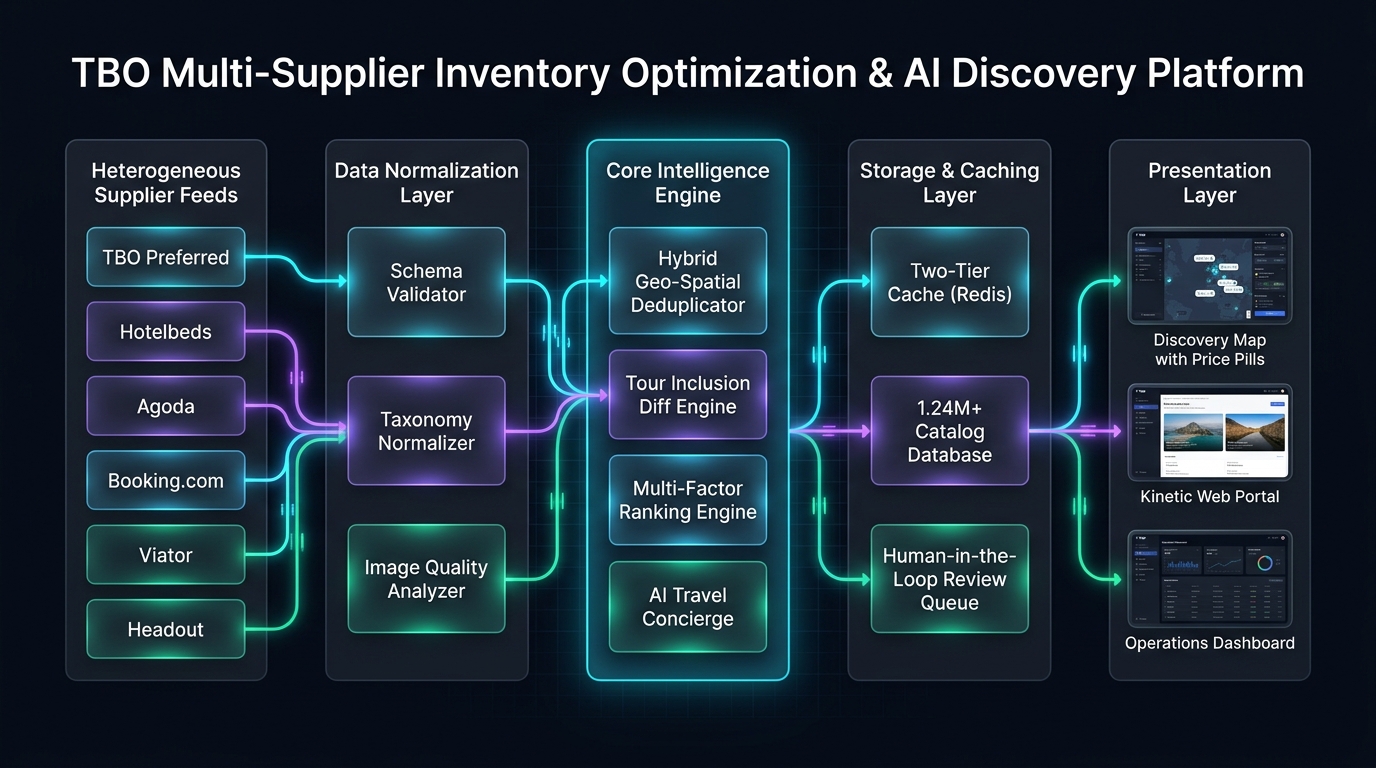 TBO Multi-Supplier Inventory Optimization & AI Discovery Platform
Heterogeneous
Supplier Feeds
TBO Preferred
Hotelbeds
Agoda
Booking.com
Viator
Headout
Data Normalization
Layer
Schema
Validator
Taxonomy
Normalizer
Image Quality
Analyzer
Core Intelligence
Engine
Hybrid
Geo-Spatial
Deduplicator
Tour Inclusion
Diff Engine
Multi-Factor
Ranking Engine
AI Travel
Concierge
Storage & Caching
Layer
Two-Tier
Cache (Redis)
1.24M+
Catalog
Database
Human-in-the-
Loop Review
Queue
Presentation
Layer
Discovery Map
with Price Pills
Kinetic Web Portal
Operations Dashboard